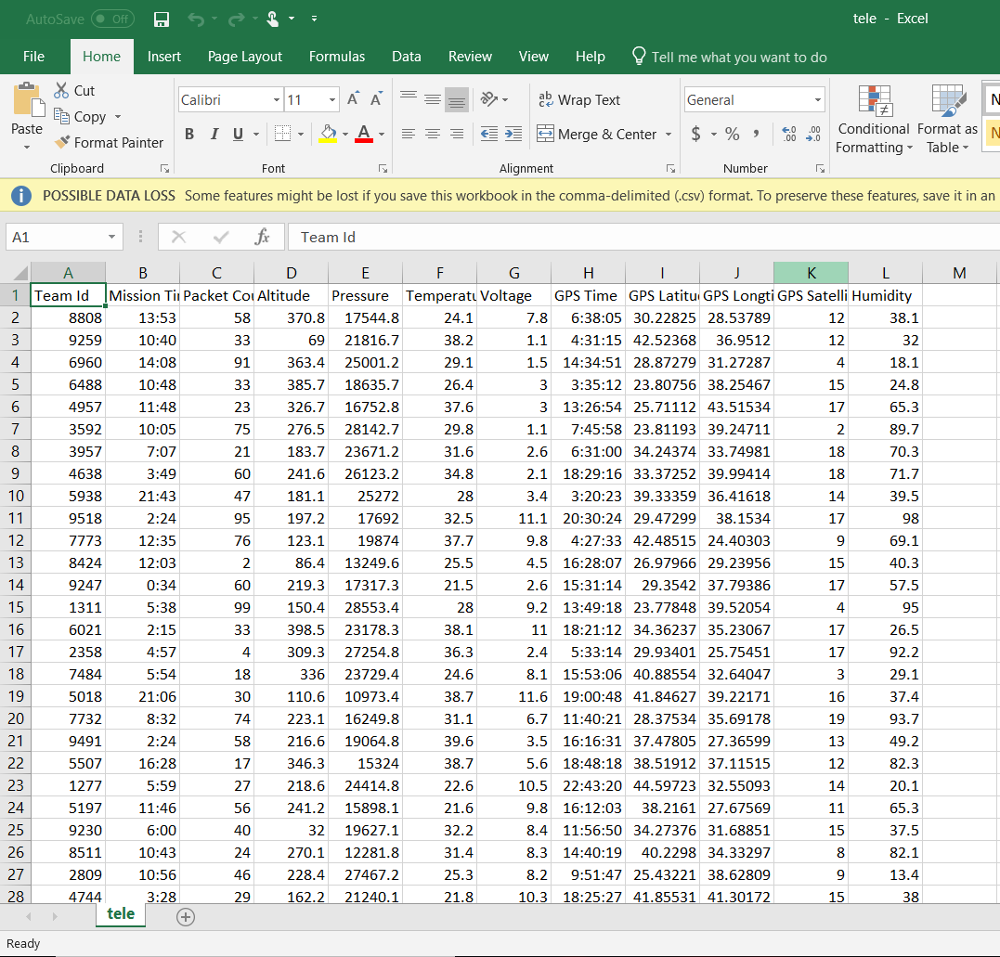 AutoSave Off tele - Excel
File Home Insert Page Layout Formulas Data Review View Help Tell me what you want to do
Paste Cut Copy Format Painter Clipboard
Calibri 11 A A B I U A Font
ab Wrap Text Merge & Center Alignment
General $ % , .00 .0 .00 .0 Number
Conditional Formatting Format as Table N N
POSSIBLE DATA LOSS Some features might be lost if you save this workbook in the comma-delimited (.csv) format. To preserve these features, save it in an
A1 fx Team Id
A B C D E F G H I J K L M
1 Team Id Mission Ti Packet Cou Altitude Pressure Temperatu Voltage GPS Time GPS Latitu GPS Longti GPS Satelli Humidity
2 8808 13:53 58 370.8 17544.8 24.1 7.8 6:38:05 30.22825 28.53789 12 38.1
3 9259 10:40 33 69 21816.7 38.2 1.1 4:31:15 42.52368 36.9512 12 32
4 6960 14:08 91 363.4 25001.2 29.1 1.5 14:34:51 28.87279 31.27287 4 18.1
5 6488 10:48 33 385.7 18635.7 26.4 3 3:35:12 23.80756 38.25467 15 24.8
6 4957 11:48 23 326.7 16752.8 37.6 3 13:26:54 25.71112 43.51534 17 65.3
7 3592 10:05 75 276.5 28142.7 29.8 1.1 7:45:58 23.81193 39.24711 2 89.7
8 3957 7:07 21 183.7 23671.2 31.6 2.6 6:31:00 34.24374 33.74981 18 70.3
9 4638 3:49 60 241.6 26123.2 34.8 2.1 18:29:16 33.37252 39.99414 18 71.7
10 5938 21:43 47 181.1 25272 28 3.4 3:20:23 39.33359 36.41618 14 39.5
11 9518 2:24 95 197.2 17692 32.5 11.1 20:30:24 29.47299 38.1534 17 98
12 7773 12:35 76 123.1 19874 37.7 9.8 4:27:33 42.48515 24.40303 9 69.1
13 8424 12:03 2 86.4 13249.6 25.5 4.5 16:28:07 26.97966 29.23956 15 40.3
14 9247 0:34 60 219.3 17317.3 21.5 2.6 15:31:14 29.3542 37.79386 17 57.5
15 1311 5:38 99 150.4 28553.4 28 9.2 13:49:18 23.77848 39.52054 4 95
16 6021 2:15 33 398.5 23178.3 38.1 11 18:21:12 34.36237 35.23067 17 26.5
17 2358 4:57 4 309.3 27254.8 36.3 2.4 5:33:14 29.93401 25.75451 17 92.2
18 7484 5:54 18 336 23729.4 24.6 8.1 15:53:06 40.88554 32.64047 3 29.1
19 5018 21:06 30 110.6 10973.4 38.7 11.6 19:00:48 41.84627 39.22171 16 37.4
20 7732 8:32 74 223.1 16249.8 31.1 6.7 11:40:21 28.37534 35.69178 19 93.7
21 9491 2:24 58 216.6 19064.8 39.6 3.5 16:16:31 37.47805 27.36599 13 49.2
22 5507 16:28 17 346.3 15324 38.7 5.6 18:48:18 38.51912 37.11515 12 82.3
23 1277 5:59 27 218.6 24414.8 22.6 10.5 22:43:20 44.59723 32.55093 14 20.1
24 5197 11:46 56 241.2 15898.1 21.6 9.8 16:12:03 38.2161 27.67569 11 65.3
25 9230 6:00 40 32 19627.1 32.2 8.4 11:56:50 34.27376 31.68851 15 37.5
26 8511 10:43 24 270.1 12281.8 31.4 8.3 14:40:19 40.2298 34.33297 8 82.1
27 2809 10:56 46 228.4 27467.2 25.3 8.2 9:51:47 25.43221 38.62809 9 13.4
28 4744 3:28 29 162.2 21240.1 21.8 10.3 18:25:27 41.85531 41.30172 15 38
tele
Ready